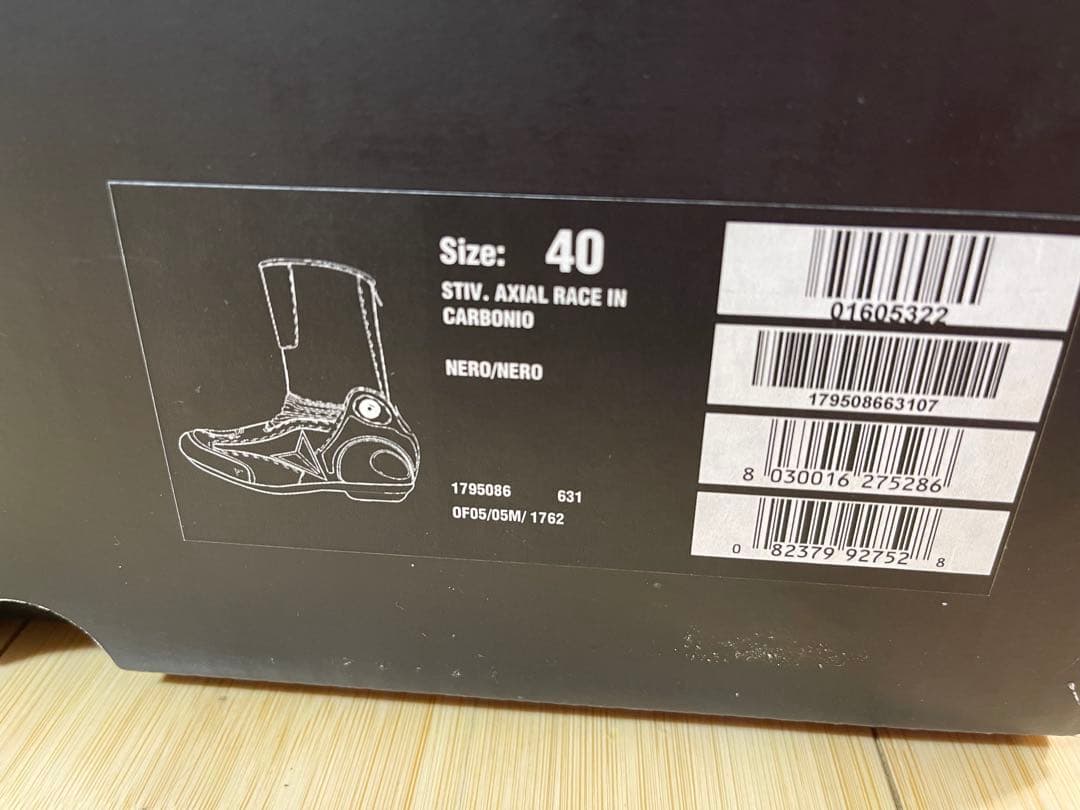 Size: 40
STIV. AXIAL RACE IN
CARBONIO
NERO/NERO
1795086 631
0F05/05M/ 1762
01605322
179508663107
8 030016 275286
0 82379 92752 8